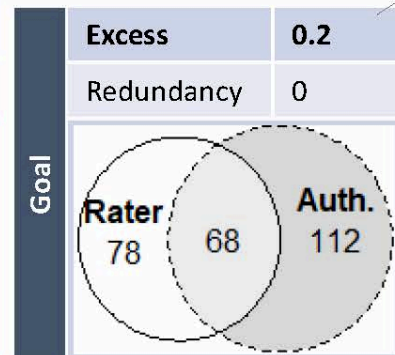 Goal
Excess 0.2
Redundancy 0
Rater Auth.
78 68 112